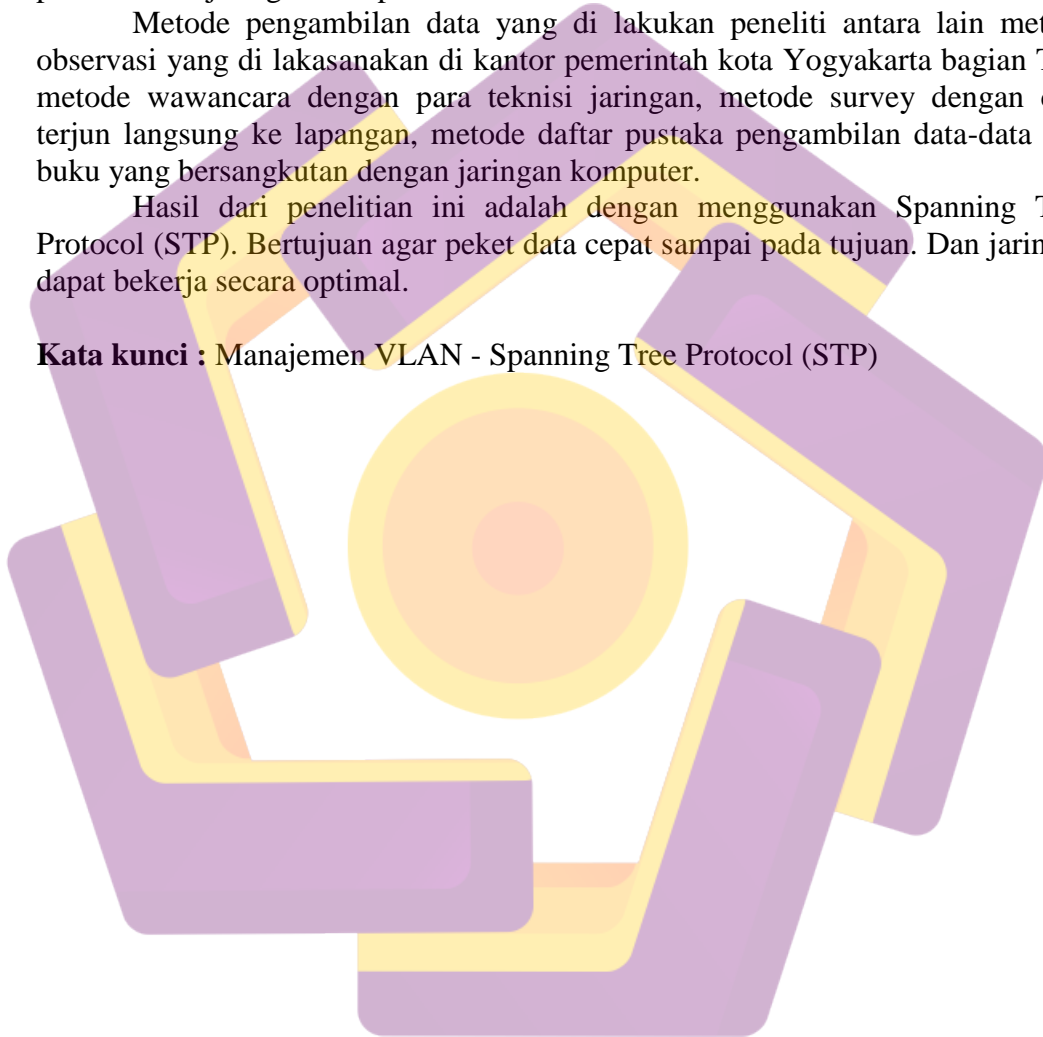 Metode pengambilan data yang di lakukan peneliti antara lain
observasi yang di lakasanakan di kantor pemerintah kota Yogyakarta bagian
metode wawancara dengan para teknisi jaringan, metode survey dengan
terjun langsung ke lapangan, metode daftar pustaka pengambilan data-data
buku yang bersangkutan dengan jaringan komputer.
Hasil dari penelitian ini adalah dengan menggunakan Spanning
Protocol (STP). Bertujuan agar peket data cepat sampai pada tujuan. Dan
dapat bekerja secara optimal.
Kata kunci : Manajemen VLAN - Spanning Tree Protocol (STP)